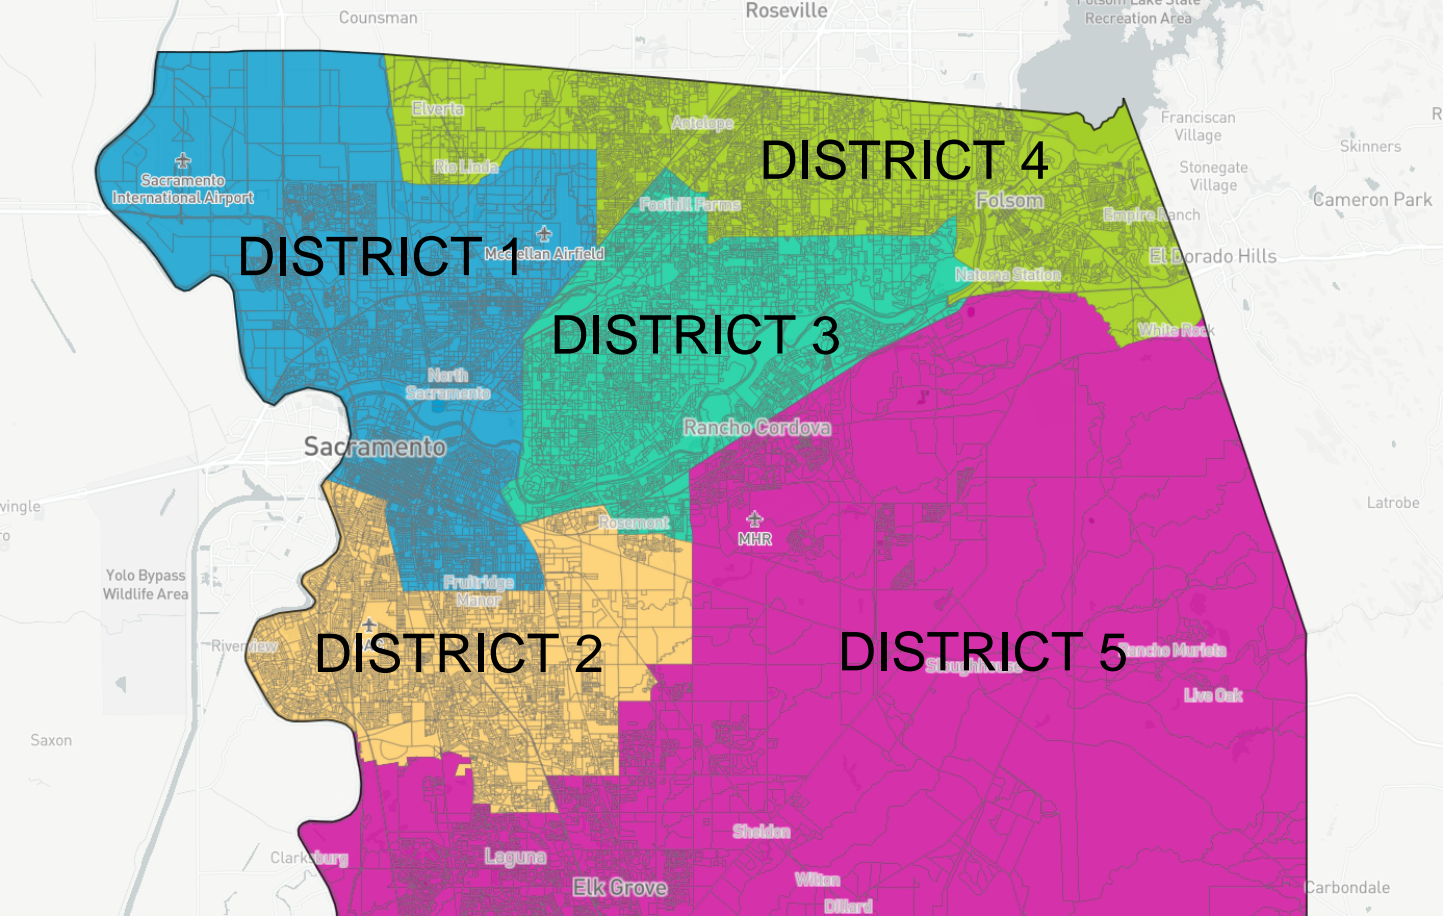 Counsman
Roseville
Folsom Lake State
Recreation Area
Elverta
Antelope
Franciscan
Village
Skinners
Rio Linda
DISTRICT 4
Stonegate
Village
Sacramento
International Airport
Foothill Farms
Folsom
Cameron Park
Empire Ranch
DISTRICT 1
McClellan Airfield
El Dorado Hills
Natoma Station
DISTRICT 3
White Rock
North
Sacramento
Rancho Cordova
Sacramento
Latrobe
Rosemont
MHR
Yolo Bypass
Wildlife Area
Fruitridge
Manor
Riverview
DISTRICT 2
DISTRICT 5
Sloughhouse
Rancho Murieta
Live Oak
Saxon
Sheldon
Clarksburg
Laguna
Elk Grove
Wilton
Carbondale
Dillard